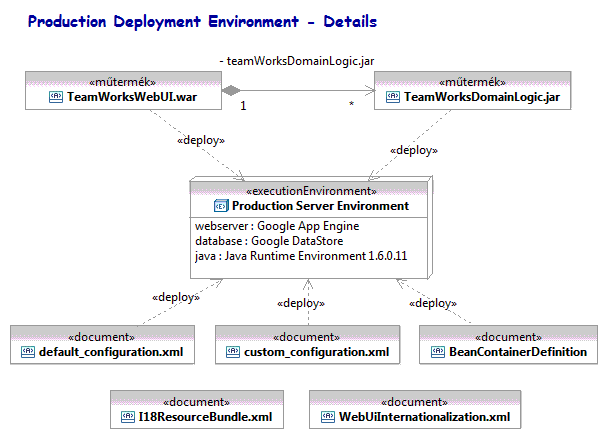 Production Deployment Environment - Details
- teamWorksDomainLogic.jar
«műtermék»
TeamWorksWebUI.war
«műtermék»
TeamWorksDomainLogic.jar
1
*
«deploy»
«deploy»
«executionEnvironment»
Production Server Environment
webserver : Google App Engine
database : Google DataStore
java : Java Runtime Environment 1.6.0.11
«deploy»
«deploy»
«deploy»
«document»
default_configuration.xml
«document»
custom_configuration.xml
«document»
BeanContainerDefinition
«document»
I18ResourceBundle.xml
«document»
WebUiInternationalization.xml